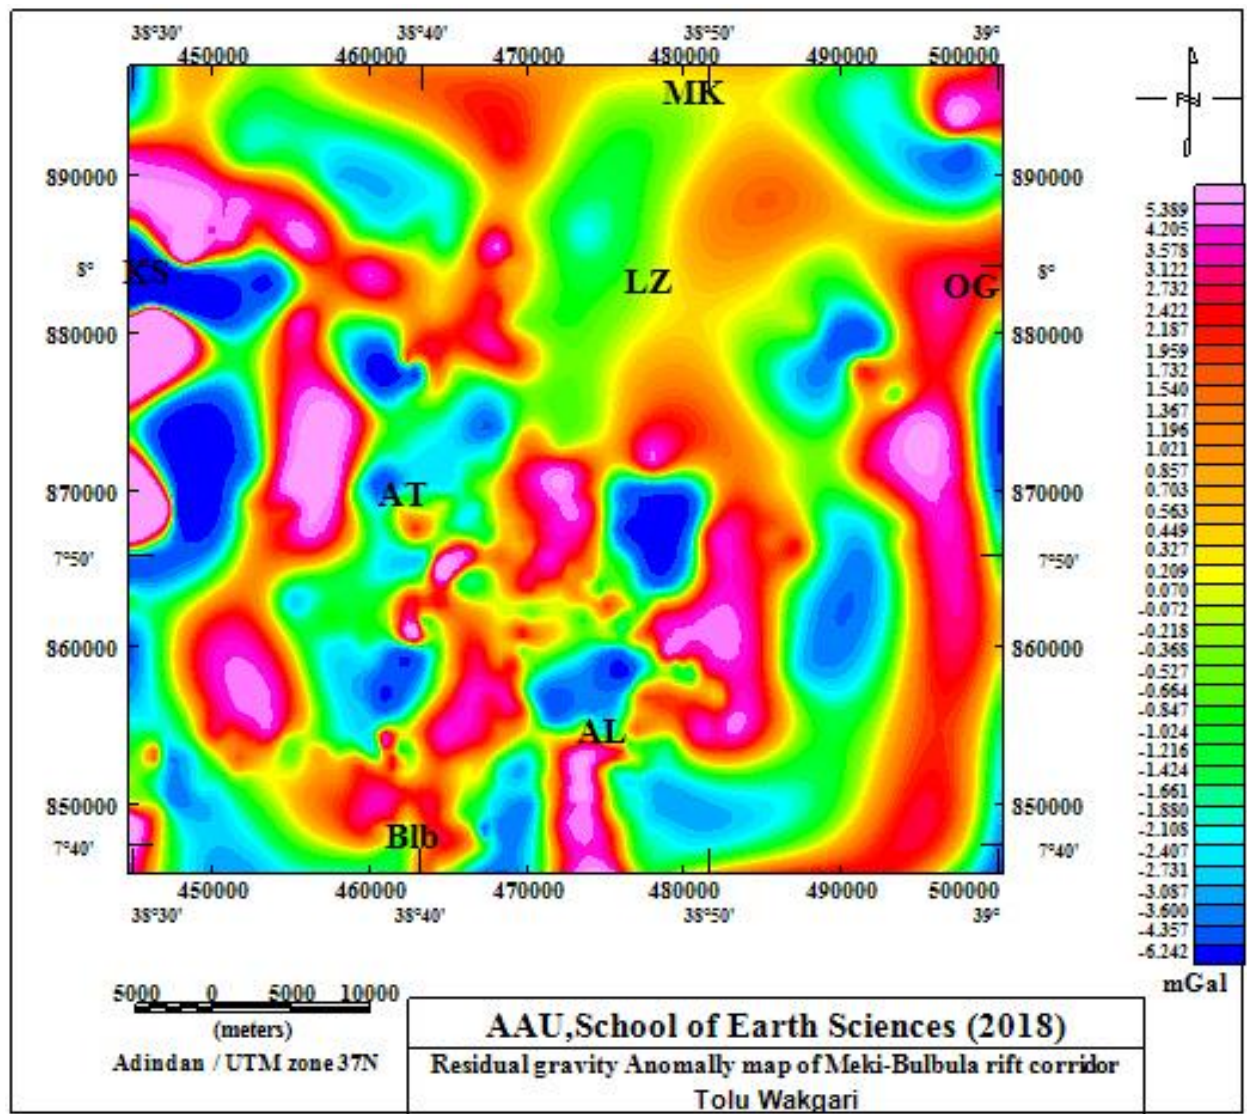 38°30' 38°40' 38°50' 39°
450000 460000 470000 480000 490000 500000
MK
890000 890000
8° KS LZ OG 8°
880000 880000
870000 AT 870000
7°50' 7°50'
860000 860000
AL
850000 850000
7°40' Blb 7°40'
450000 460000 470000 480000 490000 500000
38°30' 38°40' 38°50' 39°
N
5.389
4.205
3.578
3.122
2.732
2.422
2.187
1.959
1.732
1.540
1.367
1.196
1.021
0.857
0.703
0.563
0.449
0.327
0.209
0.070
-0.072
-0.218
-0.368
-0.527
-0.664
-0.847
-1.024
-1.216
-1.424
-1.661
-1.880
-2.108
-2.407
-2.731
-3.087
-3.600
-4.357
-6.242
mGal
5000 0 5000 10000
(meters)
Adindan / UTM zone 37N
AAU,School of Earth Sciences (2018)
Residual gravity Anomally map of Meki-Bulbula rift corridor
Tolu Wakgari